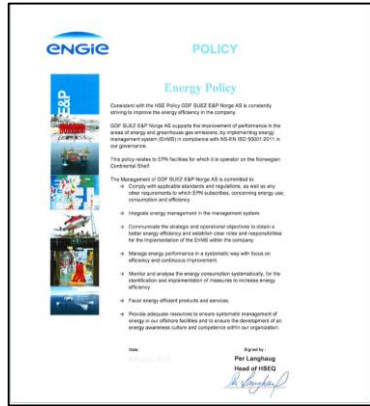 ENGIE
POLICY
Energy Policy
E&P
Consistent with the HSE Policy GDF SUEZ E&P Norge AS is constantly
striving to improve the energy efficiency in the company.
GDF SUEZ E&P Norge AS supports the improvement of performance in the
areas of energy and greenhouse gas emissions, by implementing energy
management system (EnMS) in compliance with NS-EN ISO 50001:2011 in
our governance.
This policy relates to EPN facilities for which it is operator on the Norwegian
Continental Shelf.
The Management of GDF SUEZ E&P Norge AS is committed to:
→ Comply with applicable standards and regulations, as well as any
other requirements to which EPN subscribes, concerning energy use,
consumption and efficiency
→ Integrate energy management in the management system.
→ Communicate the strategic and operational objectives to obtain a
better energy efficiency and establish clear roles and responsibilities
for the implementation of the EnMS within the company.
→ Manage energy performance in a systematic way with focus on
efficiency and continuous improvement.
→ Monitor and analyse the energy consumption systematically, for the
identification and implementation of measures to increase energy
efficiency.
→ Favor energy efficient products and services.
→ Provide adequate resources to ensure systematic management of
energy in our offshore facilities and to ensure the development of an
energy awareness culture and competence within our organization.
Date: Signed by :
Per Langhaug
Head of HSEQ